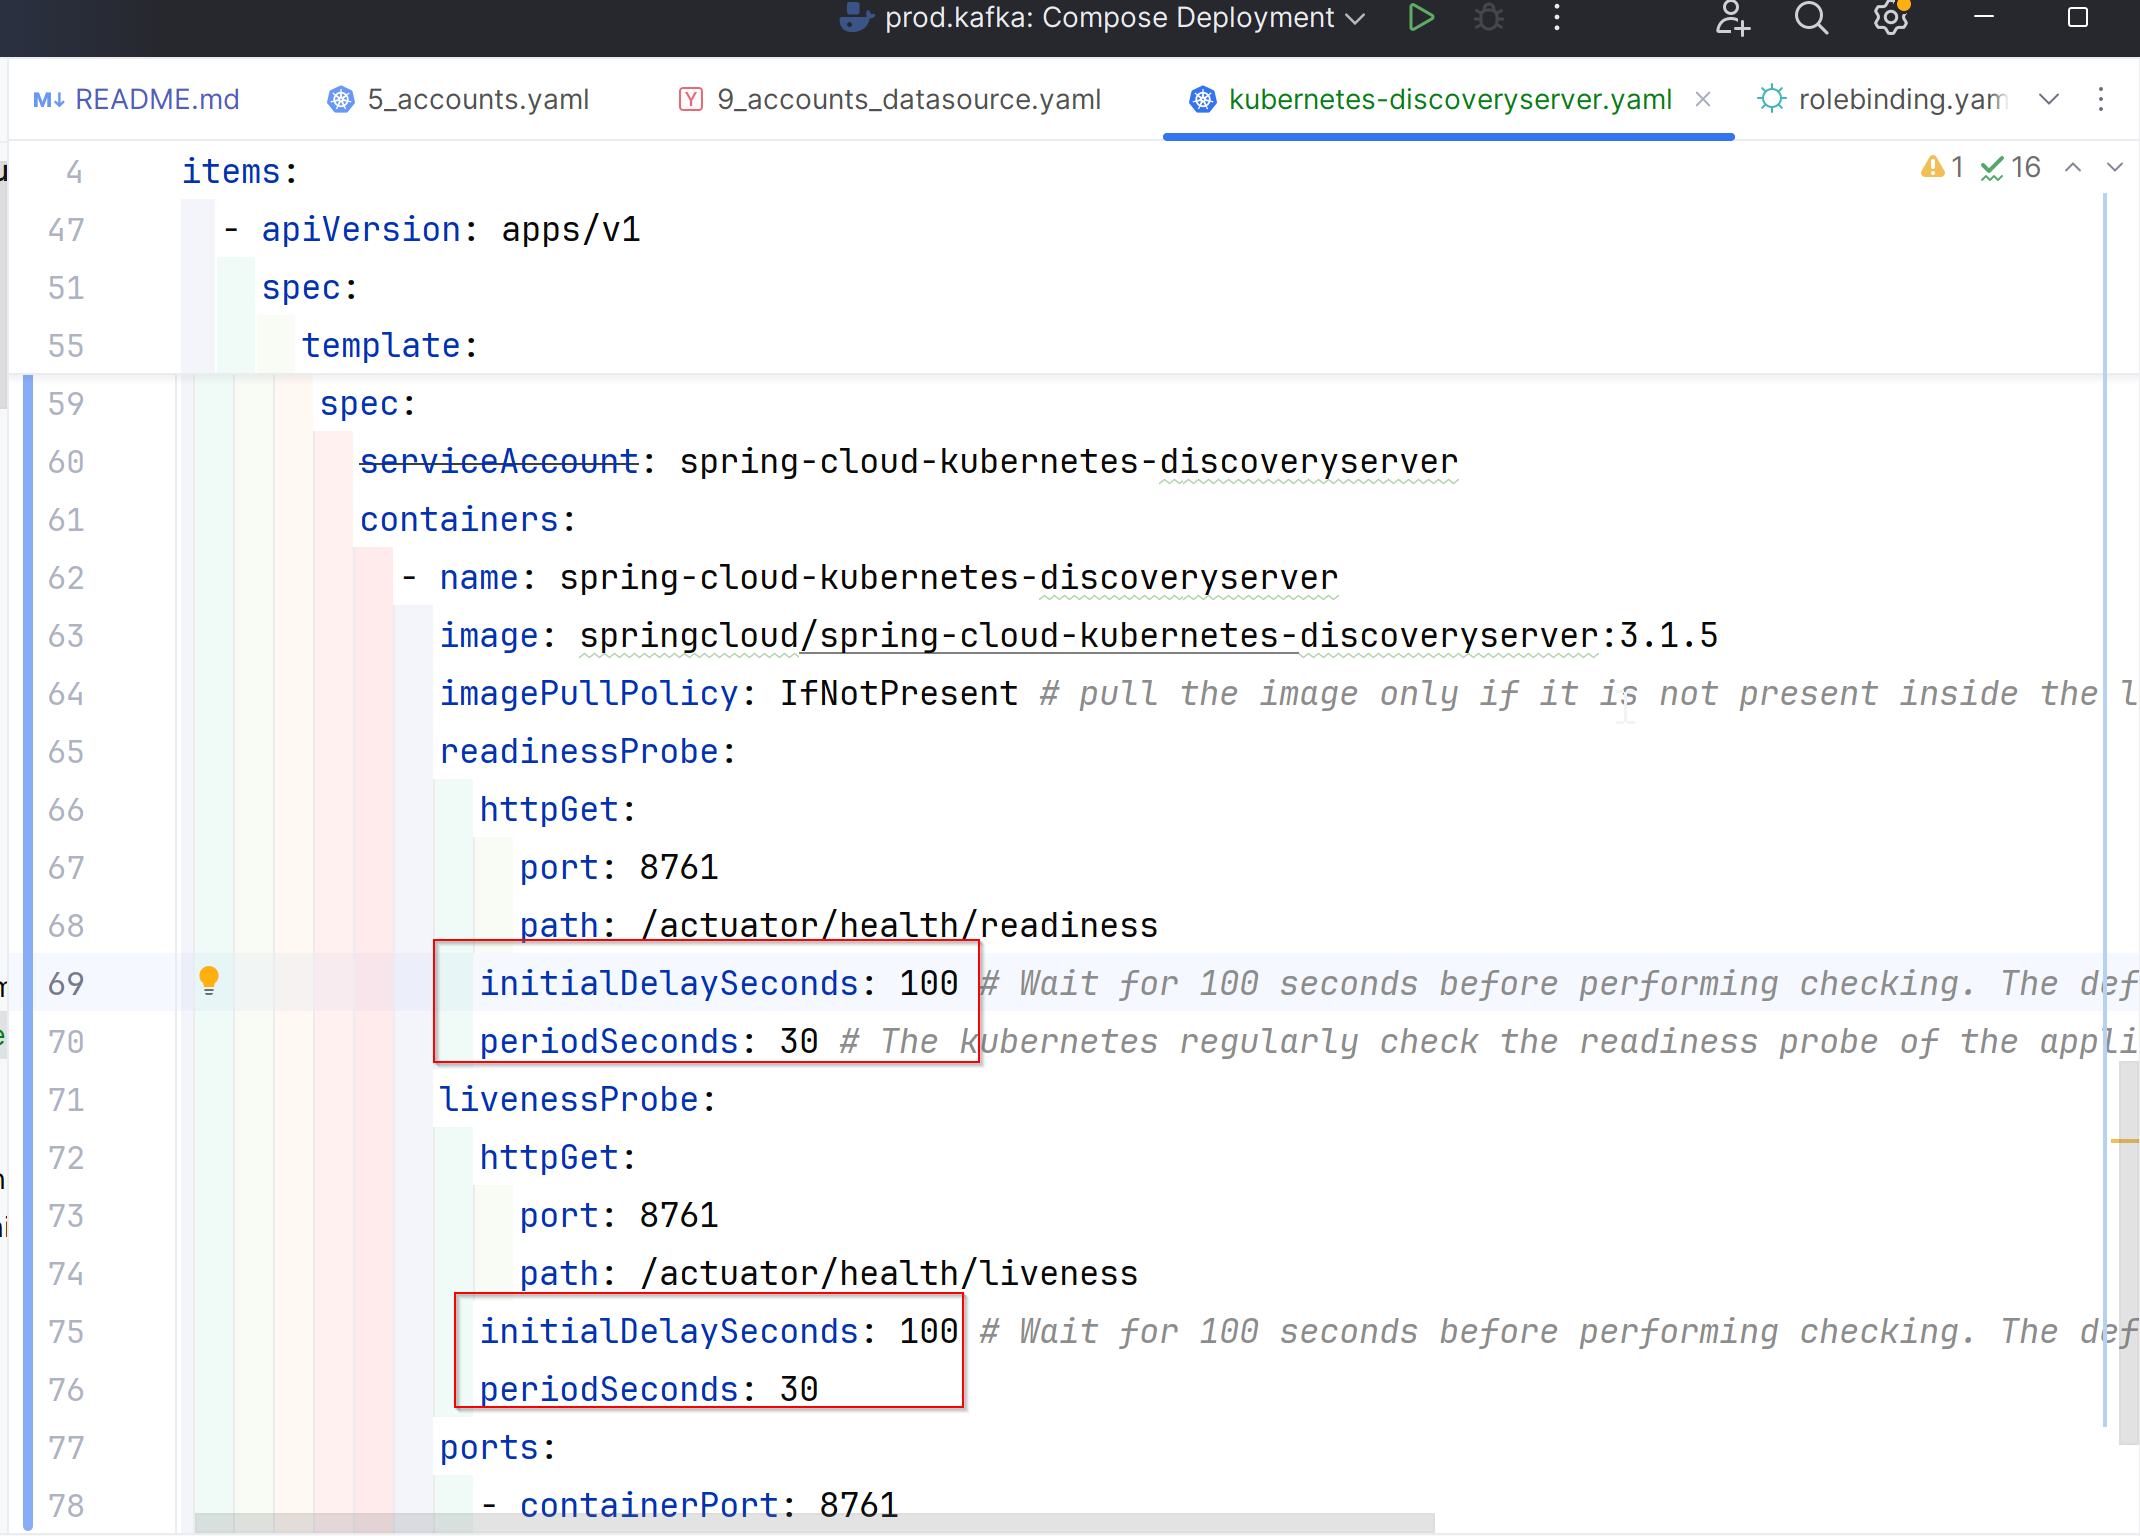 prod.kafka: Compose Deployment
M↓ README.md 5_accounts.yaml Y 9_accounts_datasource.yaml kubernetes-discoveryserver.yaml rolebinding.yam
4 items: 1 16
47 - apiVersion: apps/v1
51 spec:
55 template:
59 spec:
60 serviceAccount: spring-cloud-kubernetes-discoveryserver
61 containers:
62 - name: spring-cloud-kubernetes-discoveryserver
63 image: springcloud/spring-cloud-kubernetes-discoveryserver:3.1.5
64 imagePullPolicy: IfNotPresent # pull the image only if it is not present inside the l
65 readinessProbe:
66 httpGet:
67 port: 8761
68 path: /actuator/health/readiness
69 initialDelaySeconds: 100 # Wait for 100 seconds before performing checking. The def
70 periodSeconds: 30 # The kubernetes regularly check the readiness probe of the appli
71 livenessProbe:
72 httpGet:
73 port: 8761
74 path: /actuator/health/liveness
75 initialDelaySeconds: 100 # Wait for 100 seconds before performing checking. The def
76 periodSeconds: 30
77 ports:
78 - containerPort: 8761